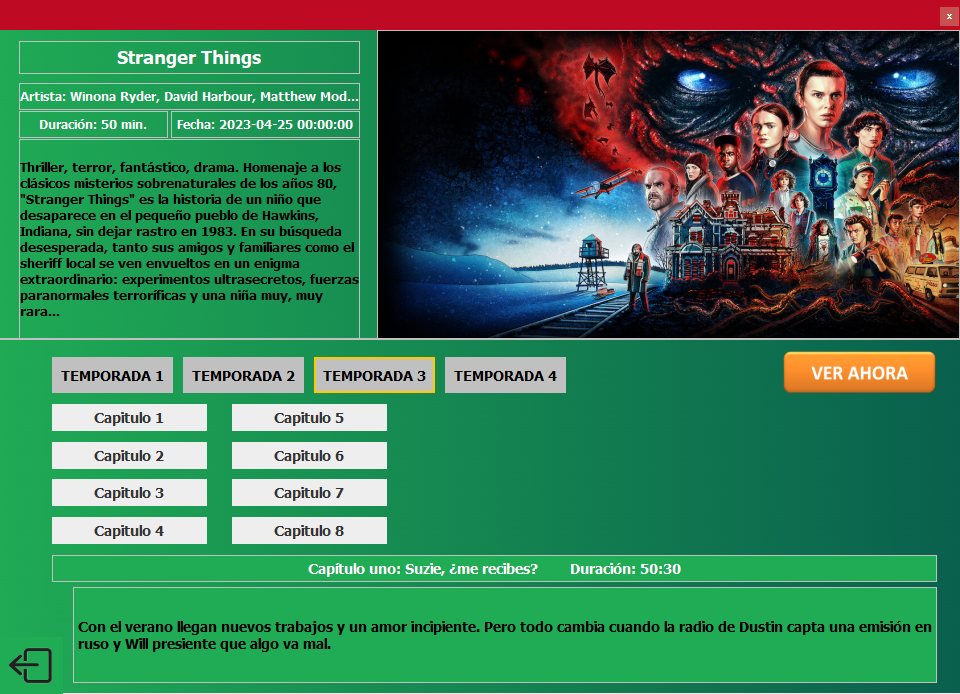 x
Stranger Things
Artista: Winona Ryder, David Harbour, Matthew Mod...
Duración: 50 min.
Fecha: 2023-04-25 00:00:00
Thriller, terror, fantástico, drama. Homenaje a los
clásicos misterios sobrenaturales de los años 80,
"Stranger Things" es la historia de un niño que
desaparece en el pequeño pueblo de Hawkins,
Indiana, sin dejar rastro en 1983. En su búsqueda
desesperada, tanto sus amigos y familiares como el
sheriff local se ven envueltos en un enigma
extraordinario: experimentos ultrasecretos, fuerzas
paranormales terroríficas y una niña muy, muy
rara...
TEMPORADA 1
TEMPORADA 2
TEMPORADA 3
TEMPORADA 4
VER AHORA
Capitulo 1
Capitulo 5
Capitulo 2
Capitulo 6
Capitulo 3
Capitulo 7
Capitulo 4
Capitulo 8
Capítulo uno: Suzie, ¿me recibes? Duración: 50:30
Con el verano llegan nuevos trabajos y un amor incipiente. Pero todo cambia cuando la radio de Dustin capta una emisión en
ruso y Will presiente que algo va mal.